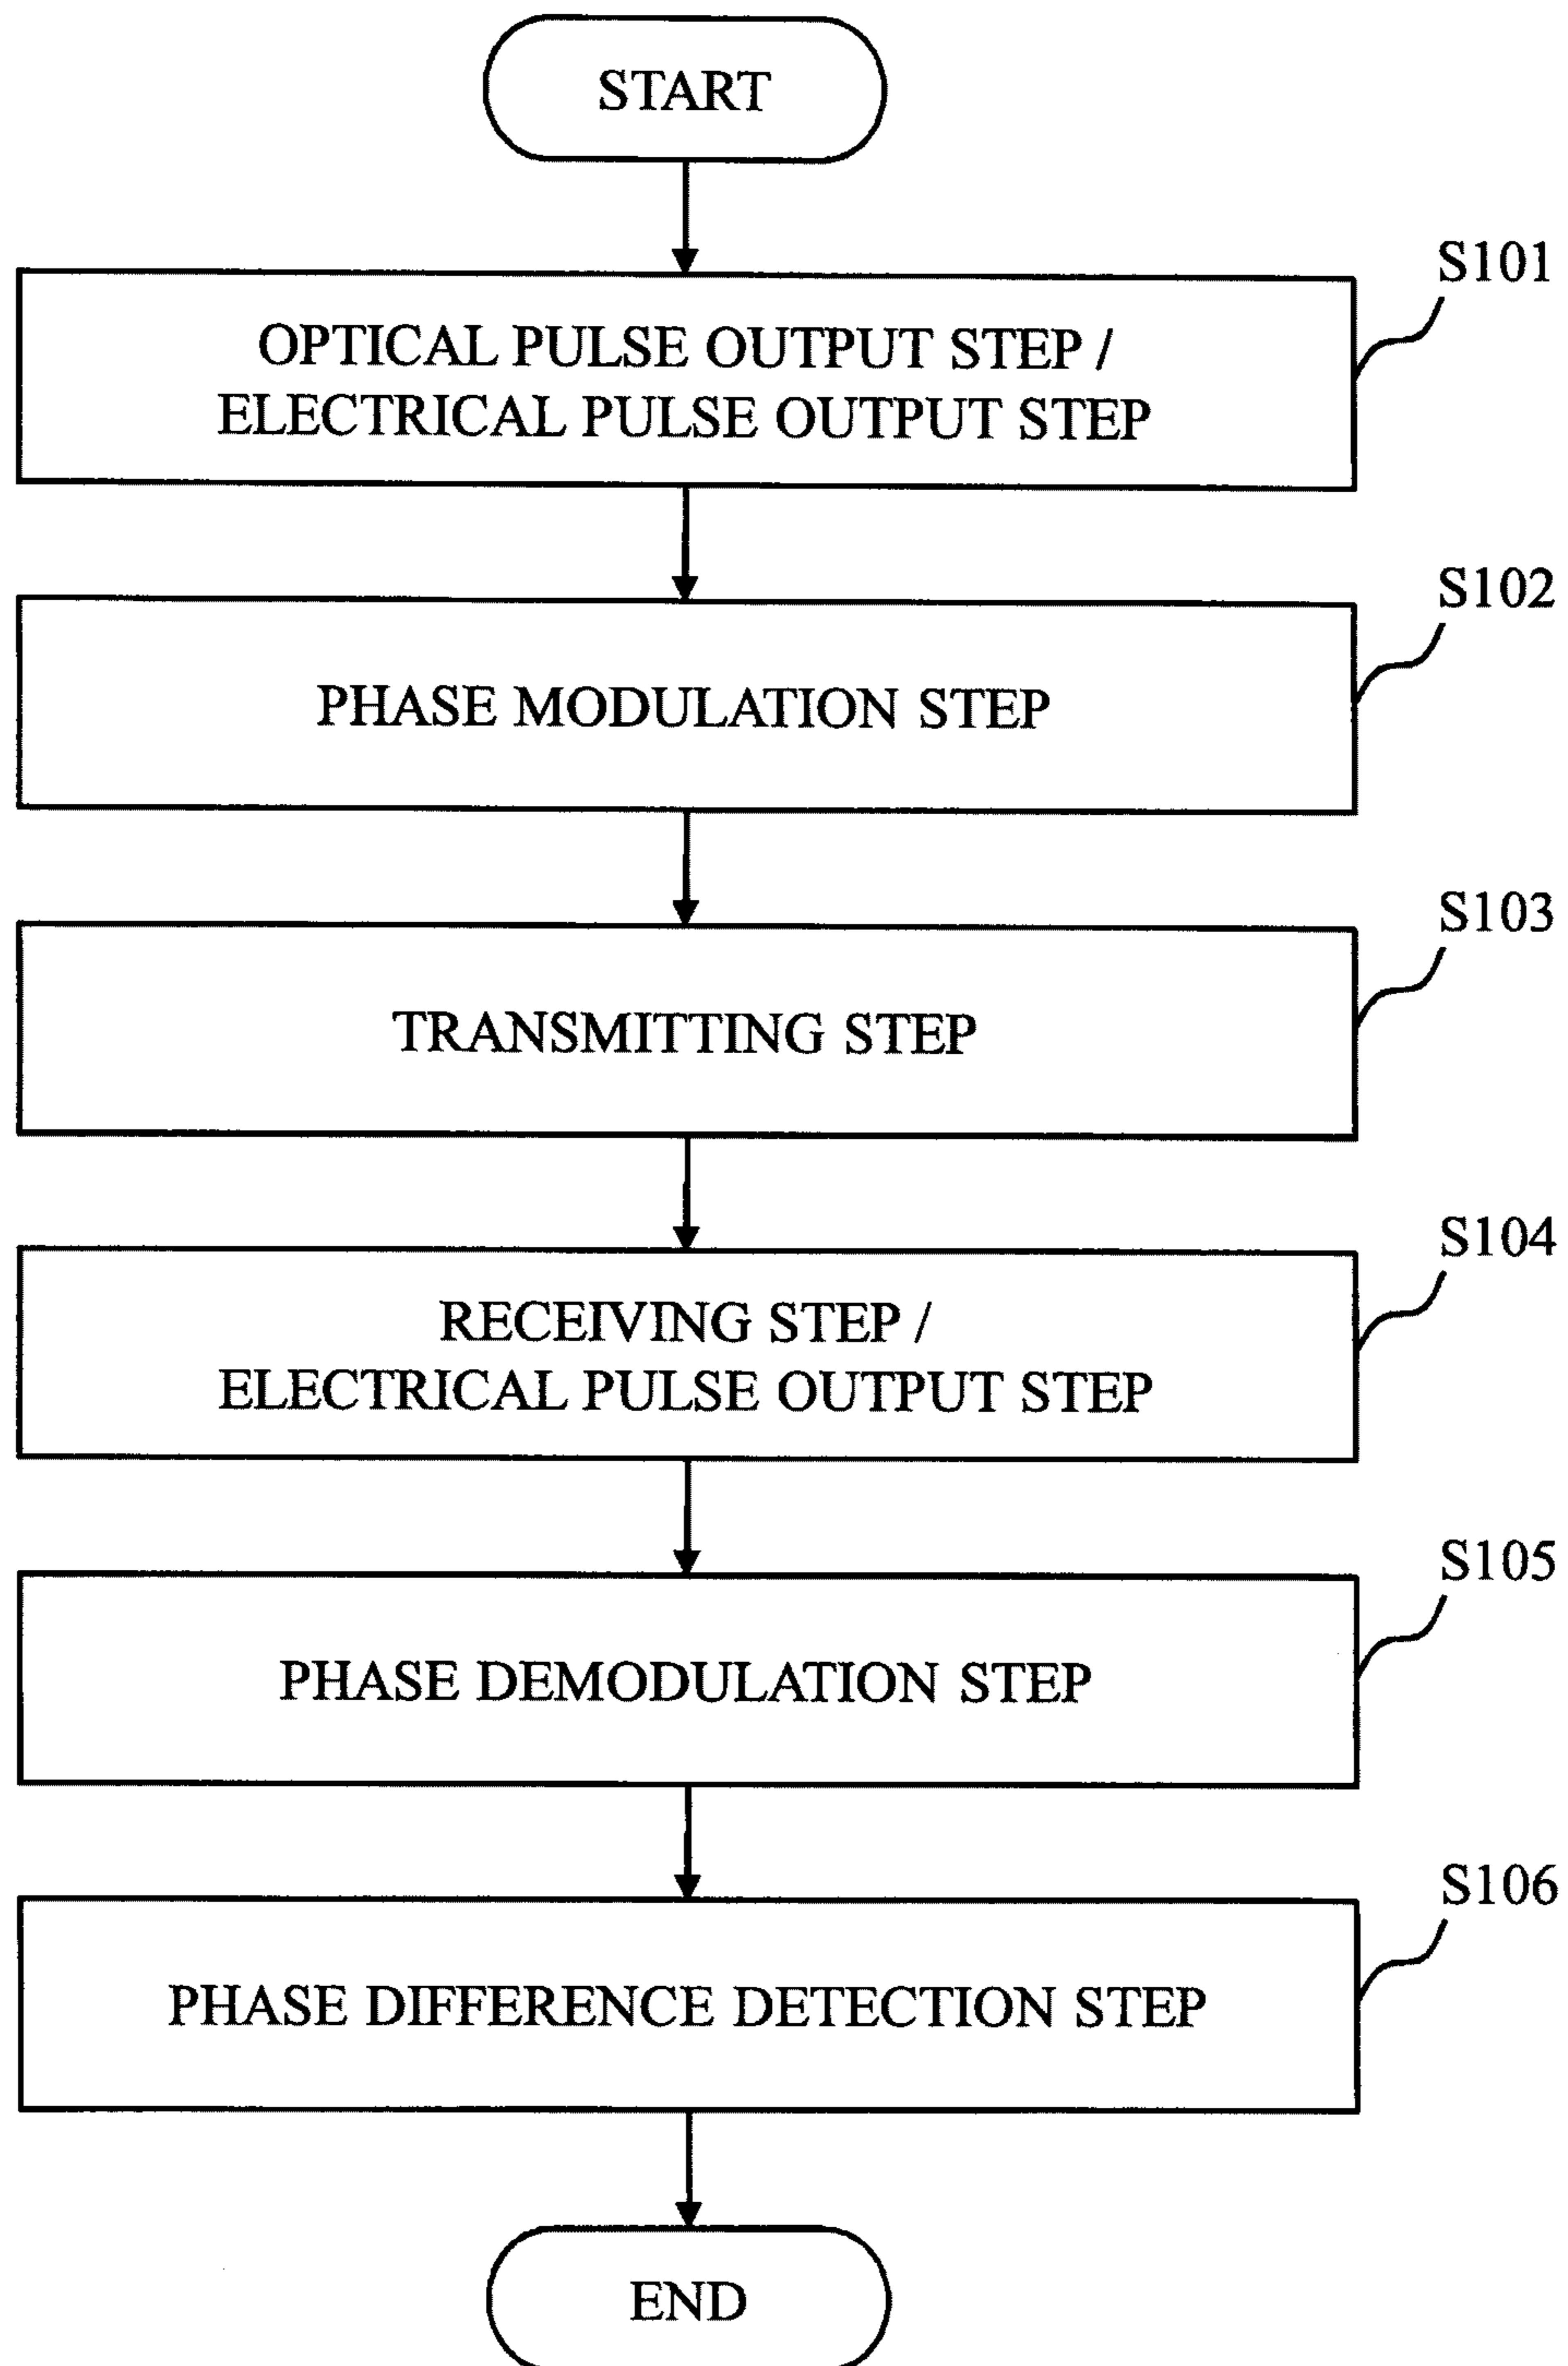 START
S101
OPTICAL PULSE OUTPUT STEP /
ELECTRICAL PULSE OUTPUT STEP
S102
PHASE MODULATION STEP
S103
TRANSMITTING STEP
S104
RECEIVING STEP /
ELECTRICAL PULSE OUTPUT STEP
S105
PHASE DEMODULATION STEP
S106
PHASE DIFFERENCE DETECTION STEP
END